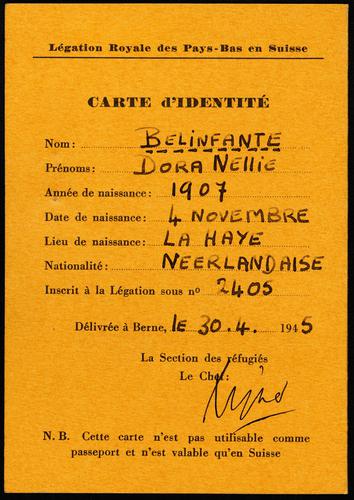 Légation Royale des Pays-Bas en Suisse
CARTE d'IDENTITÉ
Nom: BELINFANTE
Prénoms: DORA NELLIE
Année de naissance: 1907
Date de naissance: 4 NOVEMBRE
Lieu de naissance: LA HAYE
Nationalité: NEERLANDAISE
Inscrit à la Légation sous nº 2405
Délivrée à Berne, LE 30.4. 1945
La Section des réfugiés
Le Chef:
N. B. Cette carte n'est pas utilisable comme
passeport et n'est valable qu'en Suisse